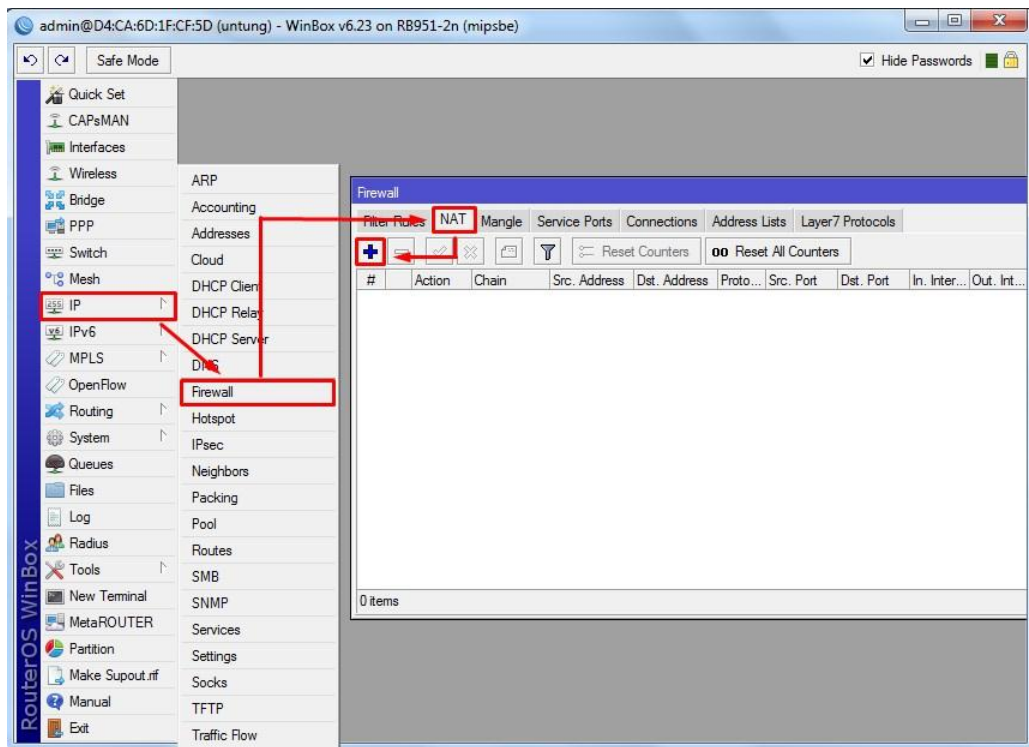 admin@D4:CA:6D:1F:CF:5D (untung) - WinBox v6.23 on RB951-2n (mipsbe)
Safe Mode
Hide Passwords
Quick Set
CAPsMAN
Interfaces
Wireless
Bridge
PPP
Switch
Mesh
IP
IPv6
MPLS
OpenFlow
Routing
System
Queues
Files
Log
Radius
Tools
New Terminal
MetaROUTER
Partition
Make Supout.rif
Manual
Exit
RouterOS WinBox
ARP
Accounting
Addresses
Cloud
DHCP Client
DHCP Relay
DHCP Server
DNS
Firewall
Hotspot
IPsec
Neighbors
Packing
Pool
Routes
SMB
SNMP
Services
Settings
Socks
TFTP
Traffic Flow
Firewall
Filter Rules NAT Mangle Service Ports Connections Address Lists Layer7 Protocols
Reset Counters 00 Reset All Counters
# Action Chain Src. Address Dst. Address Proto... Src. Port Dst. Port In. Inter... Out. Int...
0 items